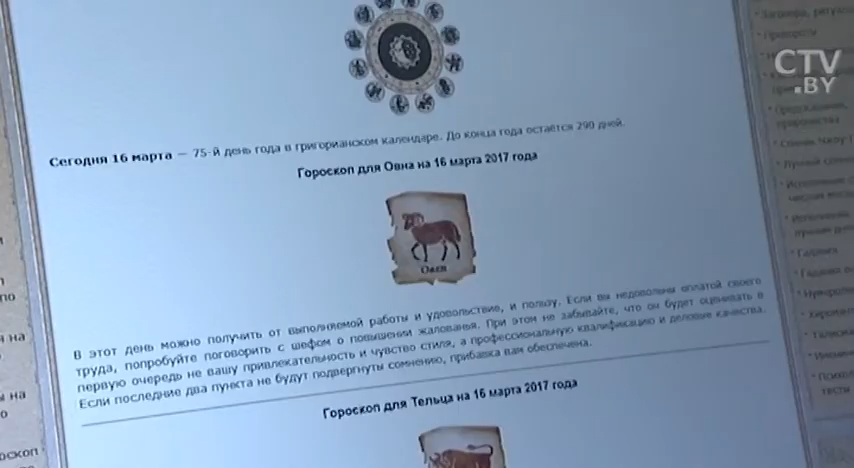 CTV
.BY
Сегодня 16 марта — 75-й день года в григорианском календаре. До конца года остаётся 290 дней.
Гороскоп для Овна на 16 марта 2017 года
Овен
В этот день можно получить от выполняемой работы и удовольствие, и пользу. Если вы недовольны оплатой своего
труда, попробуйте поговорить с шефом о повышении жалованья. При этом не забывайте, что он будет оценивать в
первую очередь не вашу привлекательность и чувство стиля, а профессиональную квалификацию и деловые качества.
Если последние два пункта не будут подвергнуты сомнению, прибавка вам обеспечена.
Гороскоп для Тельца на 16 марта 2017 года